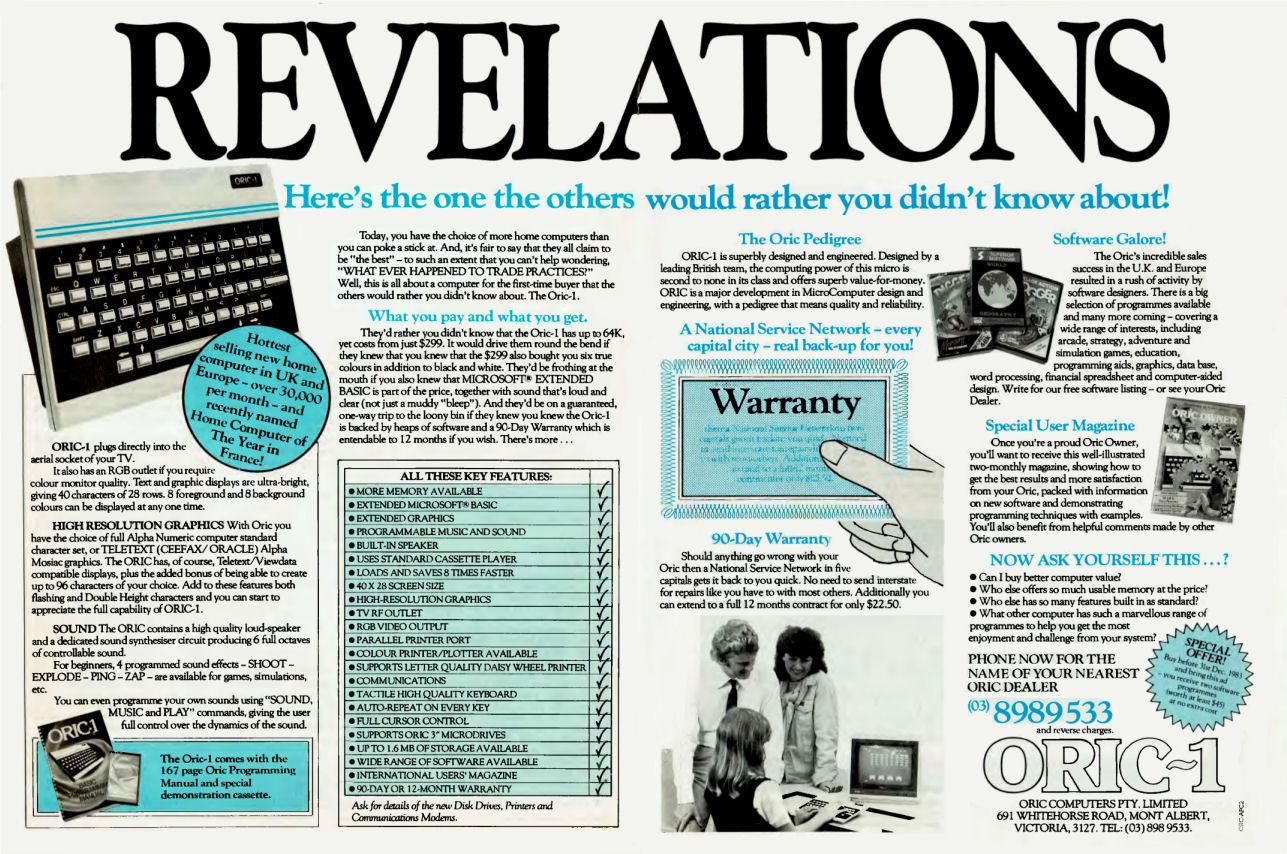 REVELATIONS
Here's the one the others would rather you didn't know about!
ORIC-1
Hottest
selling new home
computer in UK and
Europe – over 30,000
per month – and
recently named
Home Computer of
The Year in
France!
ORIC-1 plugs directly into the
aerial socket of your TV.
It also has an RGB outlet if you require
colour monitor quality. Text and graphic displays are ultra-bright,
giving 40 characters of 28 rows. 8 foreground and 8 background
colours can be displayed at any one time.
HIGH RESOLUTION GRAPHICS With Oric you
have the choice of full Alpha Numeric computer standard
character set, or TELETEXT (CEEFAX/ORACLE) Alpha
Mosiac graphics. The ORIC has, of course, Teletext/Viewdata
compatible displays, plus the added bonus of being able to create
up to 96 characters of your choice. Add to these features both
flashing and Double Height characters and you can start to
appreciate the full capability of ORIC-1.
SOUND The ORIC contains a high quality loud-speaker
and a dedicated sound synthesiser circuit producing 6 full octaves
of controllable sound.
For beginners, 4 programmed sound effects – SHOOT –
EXPLODE – PING – ZAP – are available for games, simulations,
etc.
You can even programme your own sounds using "SOUND,
MUSIC and PLAY" commands, giving the user
full control over the dynamics of the sound.
ORIC-1
The Oric-1 comes with the
167 page Oric Programming
Manual and special
demonstration cassette.
Today, you have the choice of more home computers than
you can poke a stick at. And, it's fair to say that they all claim to
be "the best" – to such an extent that you can't help wondering,
"WHAT EVER HAPPENED TO TRADE PRACTICES?"
Well, this is all about a computer for the first-time buyer that the
others would rather you didn't know about. The Oric-1.
What you pay and what you get.
They'd rather you didn't know that the Oric-1 has up to 64K,
yet costs from just $299. It would drive them round the bend if
they knew that you knew that the $299 also bought you six true
colours in addition to black and white. They'd be frothing at the
mouth if you also knew that MICROSOFT® EXTENDED
BASIC is part of the price, together with sound that's loud and
clear (not just a muddy "bleep"). And they'd be on a guaranteed,
one-way trip to the loony bin if they knew you knew the Oric-1
is backed by heaps of software and a 90-Day Warranty which is
entendable to 12 months if you wish. There's more . . .
ALL THESE KEY FEATURES:
● MORE MEMORY AVAILABLE ✓
● EXTENDED MICROSOFT® BASIC ✓
● EXTENDED GRAPHICS ✓
● PROGRAMMABLE MUSIC AND SOUND ✓
● BUILT-IN SPEAKER ✓
● USES STANDARD CASSETTE PLAYER ✓
● LOADS AND SAVES 8 TIMES FASTER ✓
● 40 X 28 SCREEN SIZE ✓
● HIGH-RESOLUTION GRAPHICS ✓
● TV RF OUTLET ✓
● RGB VIDEO OUTPUT ✓
● PARALLEL PRINTER PORT ✓
● COLOUR PRINTER/PLOTTER AVAILABLE ✓
● SUPPORTS LETTER QUALITY DAISY WHEEL PRINTER ✓
● COMMUNICATIONS ✓
● TACTILE HIGH QUALITY KEYBOARD ✓
● AUTO-REPEAT ON EVERY KEY ✓
● FULL CURSOR CONTROL ✓
● SUPPORTS ORIC 3" MICRODRIVES ✓
● UP TO 1.6 MB OF STORAGE AVAILABLE ✓
● WIDE RANGE OF SOFTWARE AVAILABLE ✓
● INTERNATIONAL USERS' MAGAZINE ✓
● 90-DAY OR 12-MONTH WARRANTY ✓
Ask for details of the new Disk Drives, Printers and
Communications Modems.
The Oric Pedigree
ORIC-1 is superbly designed and engineered. Designed by a
leading British team, the computing power of this micro is
second to none in its class and offers superb value-for-money.
ORIC is a major development in MicroComputer design and
engineering, with a pedigree that means quality and reliability.
A National Service Network – every
capital city – real back-up for you!
Warranty
90-Day Warranty
Should anything go wrong with your
Oric then a National Service Network in five
capitals gets it back to you quick. No need to send interstate
for repairs like you have to with most others. Additionally you
can extend to a full 12 months contract for only $22.50.
Software Galore!
SUPERIOR
SOFTWARE
WORLD
GEOGRAPHY
The Oric's incredible sales
success in the U.K. and Europe
resulted in a rush of activity by
software designers. There is a big
selection of programmes available
and many more coming – covering a
wide range of interests, including
arcade, strategy, adventure and
simulation games, education,
programming aids, graphics, data base,
word processing, financial spreadsheet and computer-aided
design. Write for our free software listing – or see your Oric
Dealer.
Special User Magazine
Once you're a proud Oric Owner,
you'll want to receive this well-illustrated
two-monthly magazine, showing how to
get the best results and more satisfaction
from your Oric, packed with information
on new software and demonstrating
programming techniques with examples.
You'll also benefit from helpful comments made by other
Oric owners.
ORIC OWNER
NOW ASK YOURSELF THIS . . . ?
● Can I buy better computer value?
● Who else offers so much usable memory at the price?
● Who else has so many features built in as standard?
● What other computer has such a marvellous range of
programmes to help you get the most
enjoyment and challenge from your system?
SPECIAL
OFFER!
Buy before 31st Dec. 1983
and bring this ad
– you receive two software
programmes
(worth at least $45)
at no extra cost
PHONE NOW FOR THE
NAME OF YOUR NEAREST
ORIC DEALER
(03) 8989533
and reverse charges.
ORIC-1
ORIC COMPUTERS PTY. LIMITED
691 WHITEHORSE ROAD, MONT ALBERT,
VICTORIA, 3127. TEL: (03) 898 9533.
ORIC-APC2